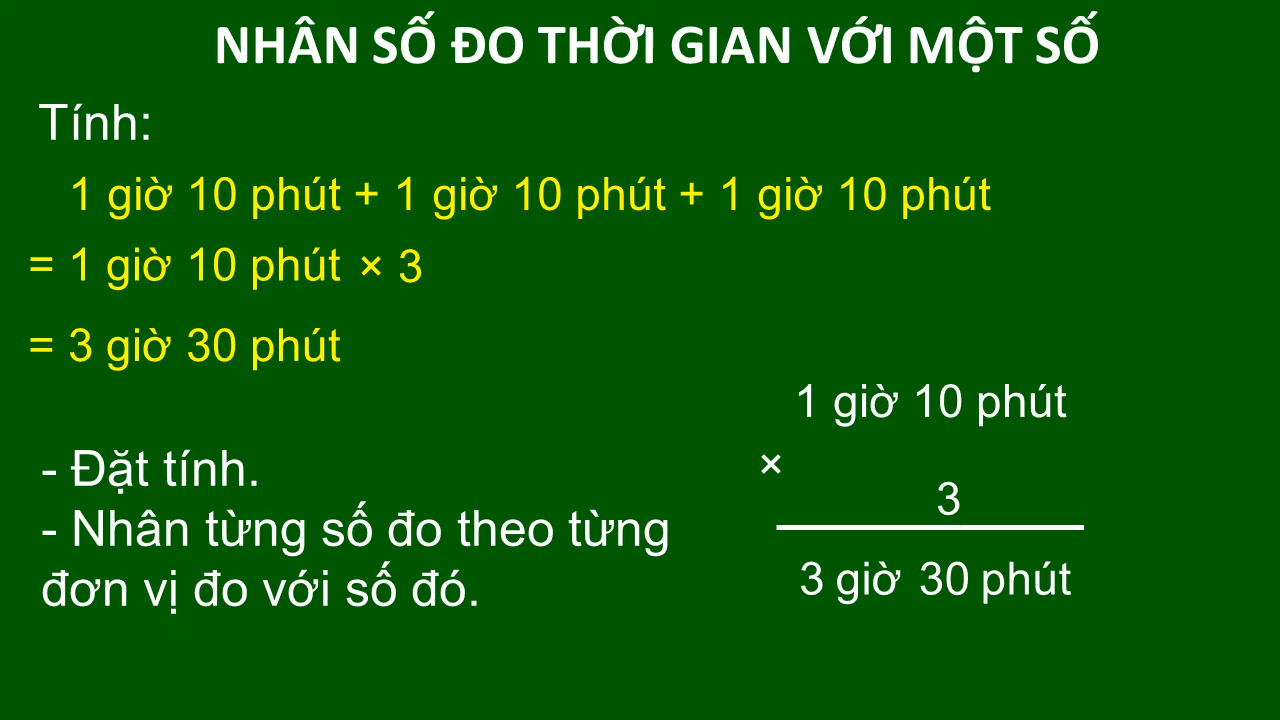 NHÂN SỐ ĐO THỜI GIAN VỚI MỘT SỐ
Tính:
1 giờ 10 phút + 1 giờ 10 phút + 1 giờ 10 phút
= 1 giờ 10 phút × 3
= 3 giờ 30 phút
- Đặt tính.
- Nhân từng số đo theo từng
đơn vị đo với số đó.
1 giờ 10 phút
×
3
3 giờ 30 phút